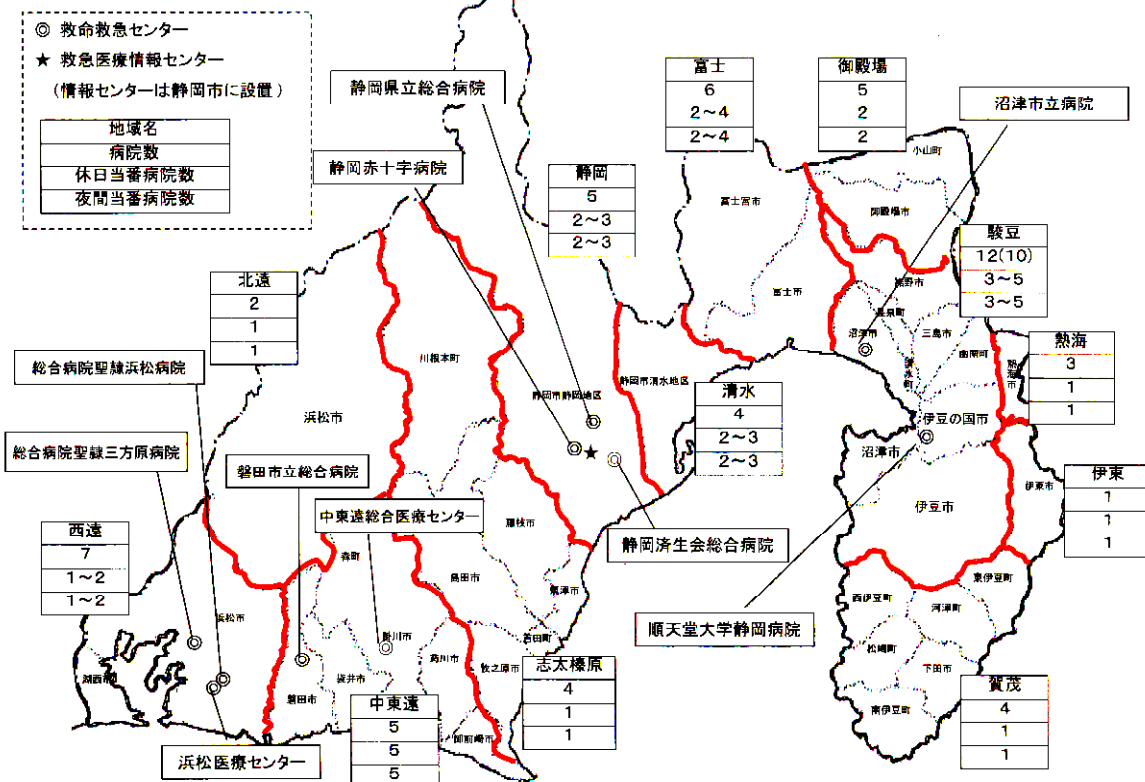 ◎ 救命救急センター
★ 救急医療情報センター
(情報センターは静岡市に設置)
地域名
病院数
休日当番病院数
夜間当番病院数
静岡県立総合病院
静岡赤十字病院
富士
6
2～4
2～4
御殿場
5
2
2
沼津市立病院
静岡
5
2～3
2～3
小山町
御殿場市
富士宮市
富士市
駿豆
12(10)
3～5
3～5
裾野市
長泉町
沼津市
三島市
清水町
函南町
熱海市
熱海
3
1
1
北遠
2
1
1
総合病院聖隷浜松病院
総合病院聖隷三方原病院
磐田市立総合病院
中東遠総合医療センター
浜松市
川根本町
静岡市静岡地区
静岡市清水地区
清水
4
2～3
2～3
伊豆の国市
沼津市
伊豆市
伊東市
伊東
1
1
1
静岡済生会総合病院
順天堂大学静岡病院
西遠
7
1～2
1～2
森町
藤枝市
島田市
焼津市
吉田町
浜松市
湖西市
磐田市
袋井市
掛川市
菊川市
牧之原市
御前崎市
東伊豆町
西伊豆町
河津町
松崎町
下田市
南伊豆町
志太榛原
4
1
1
中東遠
5
5
5
賀茂
4
1
1
浜松医療センター